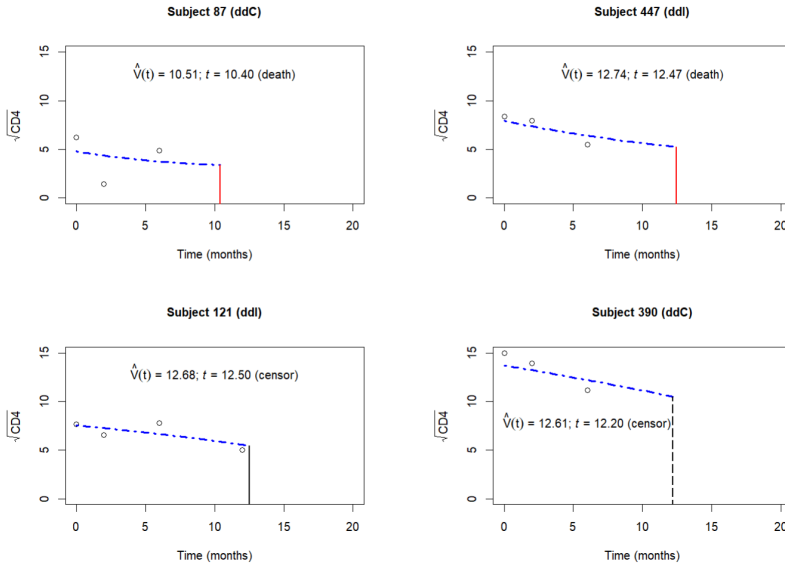 Subject 87 (ddC)
15
10
5
0
√CD4
V̂(t) = 10.51; t = 10.40 (death)
0 5 10 15 20
Time (months)
Subject 447 (ddI)
15
10
5
0
√CD4
V̂(t) = 12.74; t = 12.47 (death)
0 5 10 15 20
Time (months)
Subject 121 (ddI)
15
10
5
0
√CD4
V̂(t) = 12.68; t = 12.50 (censor)
0 5 10 15 20
Time (months)
Subject 390 (ddC)
15
10
5
0
√CD4
V̂(t) = 12.61; t = 12.20 (censor)
0 5 10 15 20
Time (months)